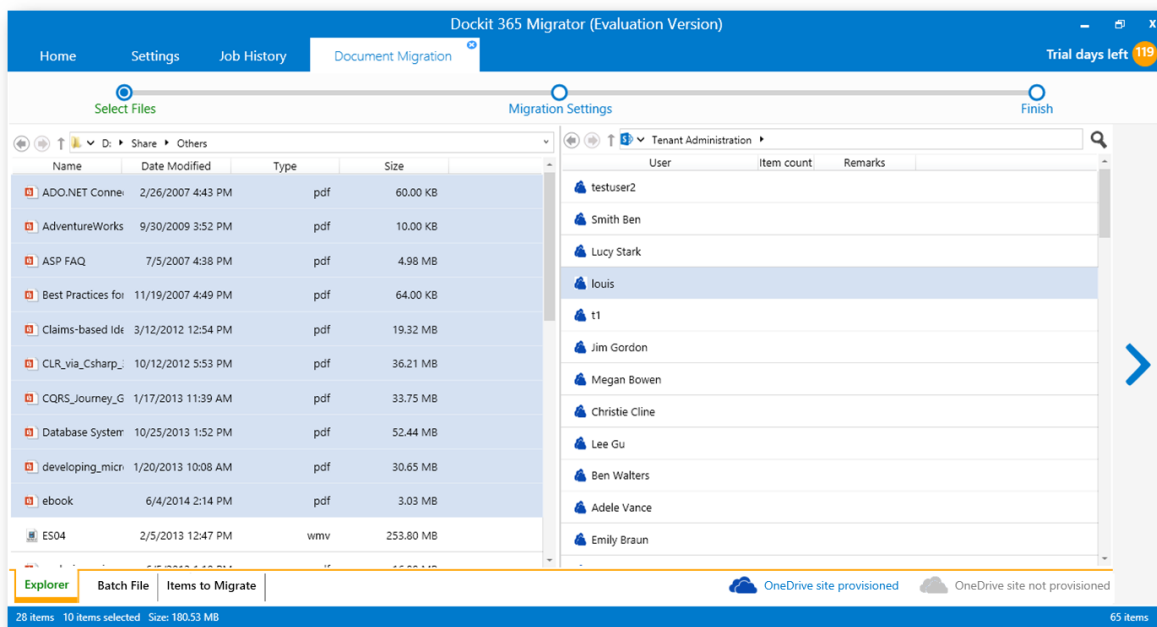 Dockit 365 Migrator (Evaluation Version)
Home Settings Job History Document Migration Trial days left 119
Select Files Migration Settings Finish
D: Share Others
Tenant Administration
Name Date Modified Type Size
User Item count Remarks
ADO.NET Conne 2/26/2007 4:43 PM pdf 60.00 KB
AdventureWorks 9/30/2009 3:52 PM pdf 10.00 KB
ASP FAQ 7/5/2007 4:38 PM pdf 4.98 MB
Best Practices for 11/19/2007 4:49 PM pdf 64.00 KB
Claims-based Ide 3/12/2012 12:54 PM pdf 19.32 MB
CLR_via_Csharp_ 10/12/2012 5:53 PM pdf 36.21 MB
CQRS_Journey_G 1/17/2013 11:39 AM pdf 33.75 MB
Database System 10/25/2013 1:52 PM pdf 52.44 MB
developing_micr 1/20/2013 10:08 AM pdf 30.65 MB
ebook 6/4/2014 2:14 PM pdf 3.03 MB
ES04 2/5/2013 12:47 PM wmv 253.80 MB
testuser2
Smith Ben
Lucy Stark
louis
t1
Jim Gordon
Megan Bowen
Christie Cline
Lee Gu
Ben Walters
Adele Vance
Emily Braun
Explorer Batch File Items to Migrate
OneDrive site provisioned OneDrive site not provisioned
28 items 10 items selected Size: 180.53 MB
65 items